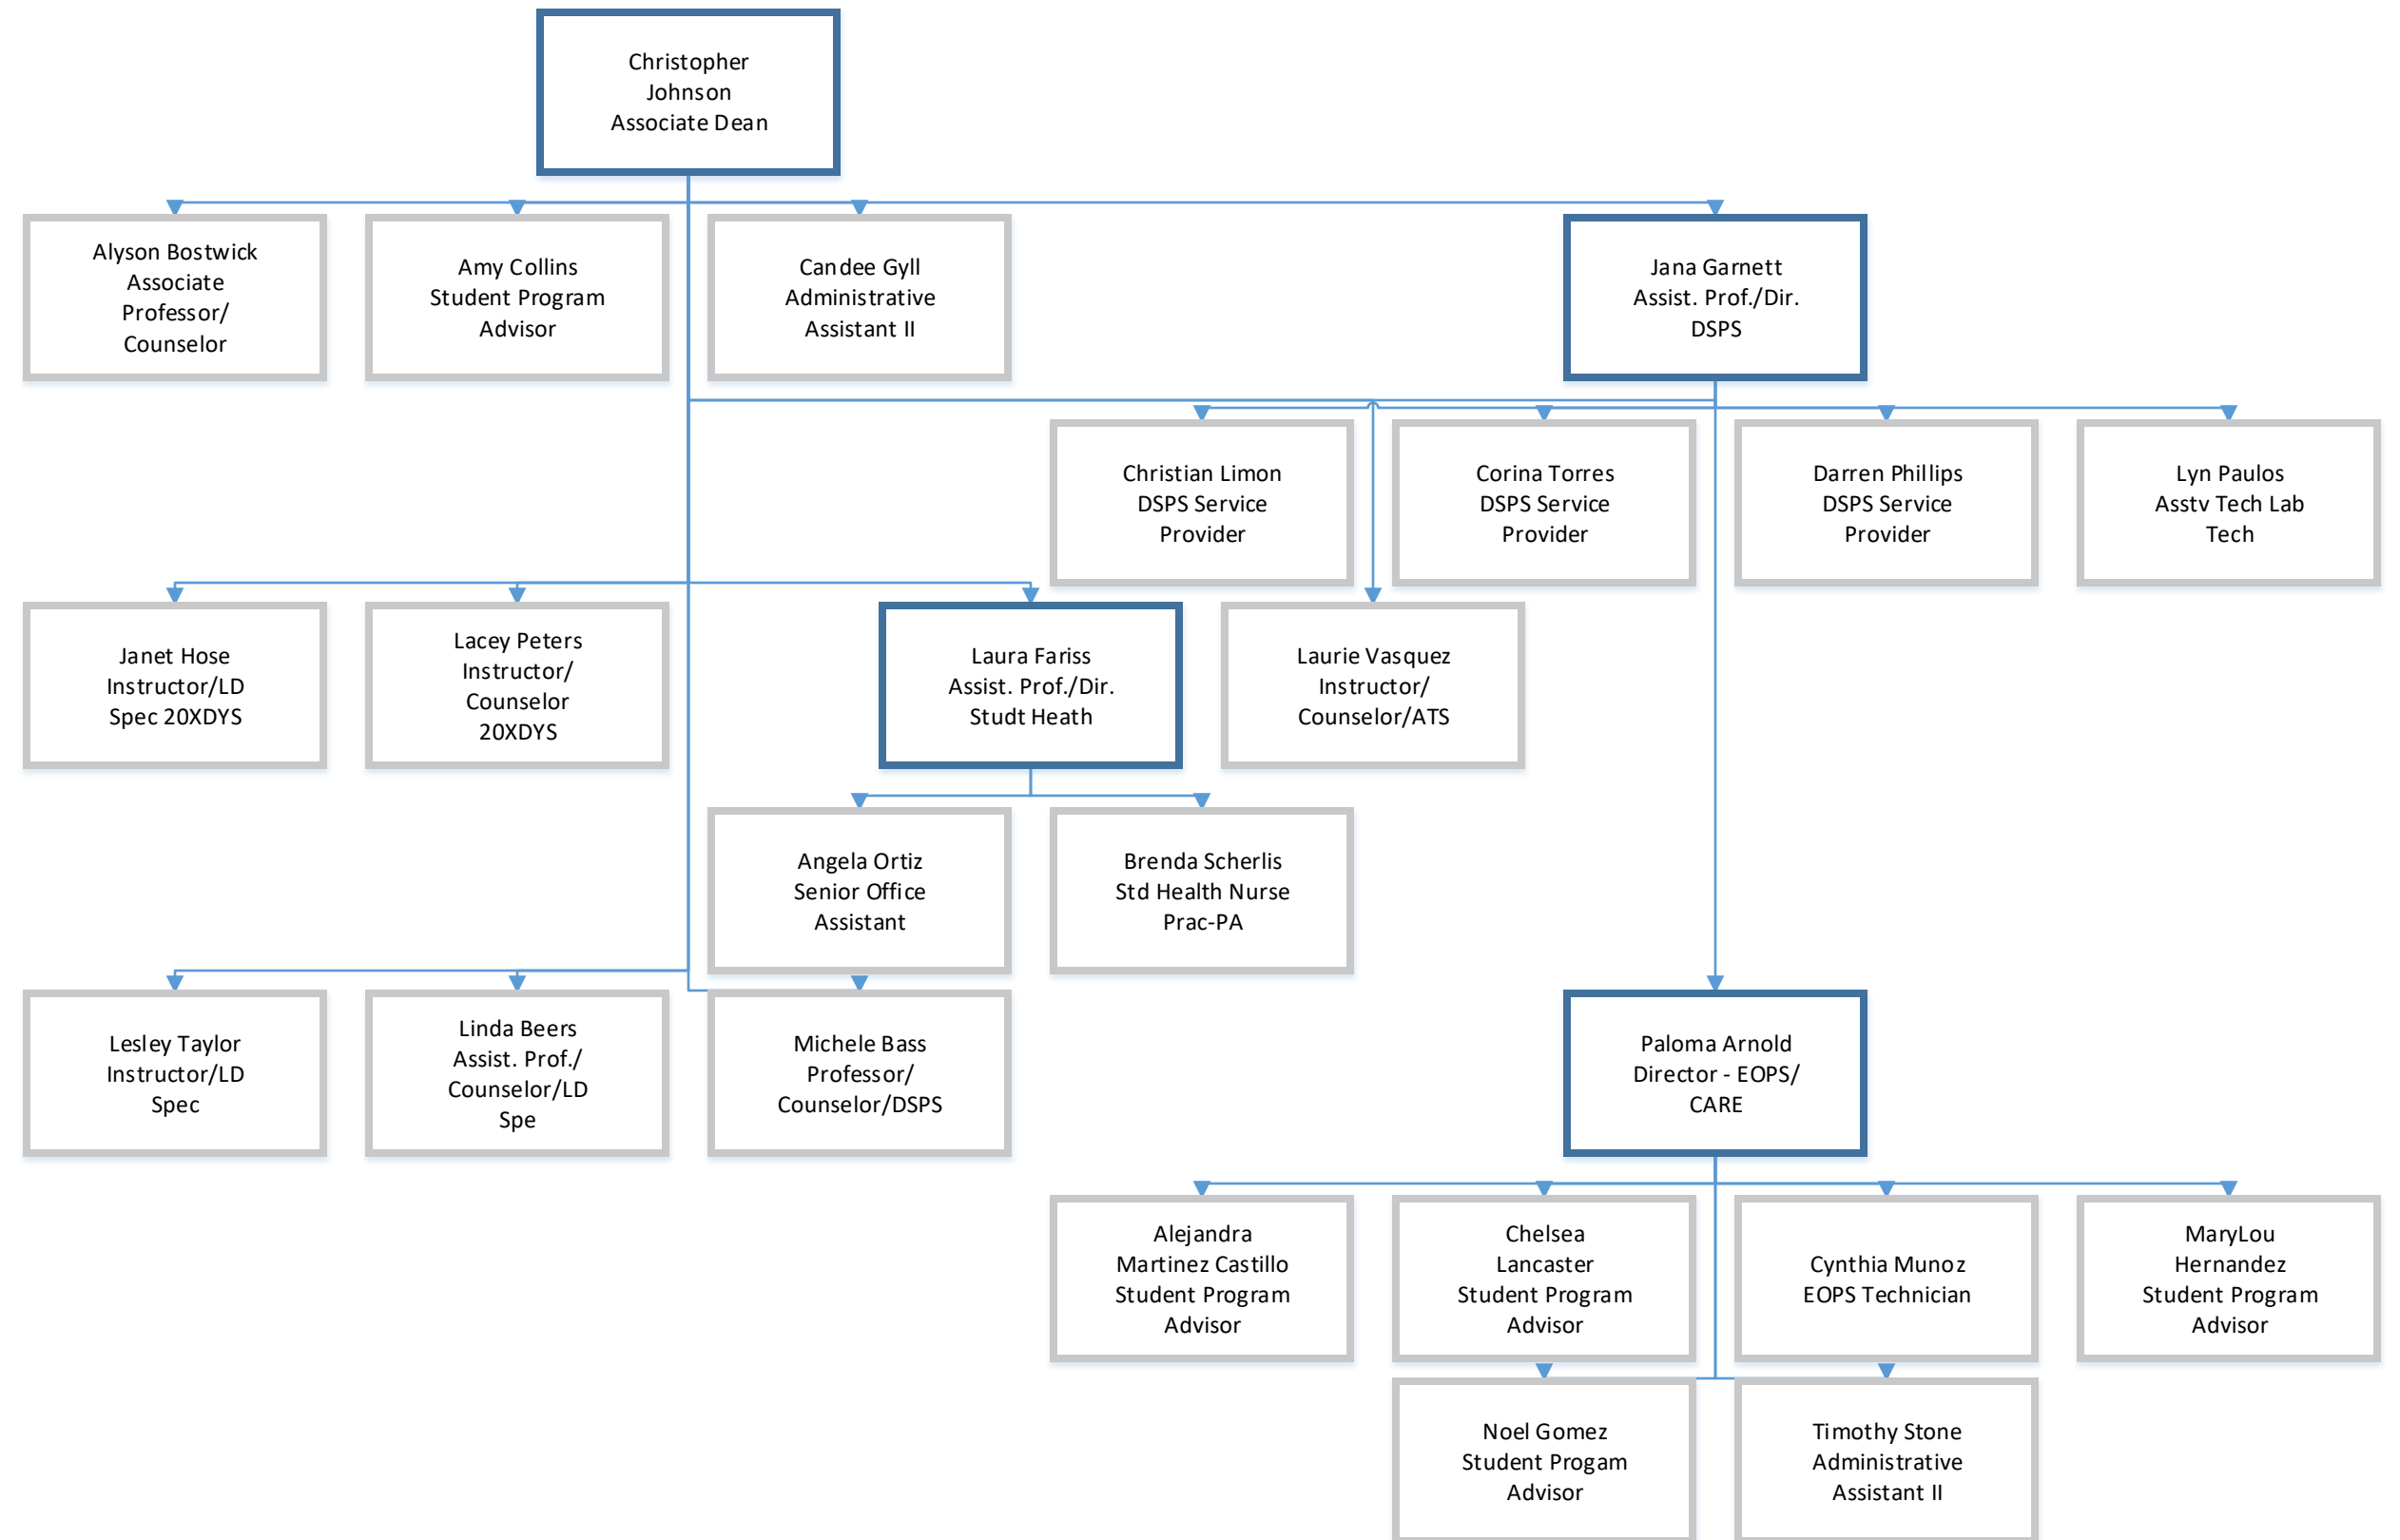 Christopher
Johnson
Associate Dean
Alyson Bostwick
Associate
Professor/
Counselor
Amy Collins
Student Program
Advisor
Candee Gyll
Administrative
Assistant II
Jana Garnett
Assist. Prof./Dir.
DSPS
Christian Limon
DSPS Service
Provider
Corina Torres
DSPS Service
Provider
Darren Phillips
DSPS Service
Provider
Lyn Paulos
Asstv Tech Lab
Tech
Janet Hose
Instructor/LD
Spec 20XDYS
Lacey Peters
Instructor/
Counselor
20XDYS
Laura Fariss
Assist. Prof./Dir.
Studt Heath
Laurie Vasquez
Instructor/
Counselor/ATS
Angela Ortiz
Senior Office
Assistant
Brenda Scherlis
Std Health Nurse
Prac-PA
Lesley Taylor
Instructor/LD
Spec
Linda Beers
Assist. Prof./
Counselor/LD
Spe
Michele Bass
Professor/
Counselor/DSPS
Paloma Arnold
Director - EOPS/
CARE
Alejandra
Martinez Castillo
Student Program
Advisor
Chelsea
Lancaster
Student Program
Advisor
Cynthia Munoz
EOPS Technician
MaryLou
Hernandez
Student Program
Advisor
Noel Gomez
Student Progam
Advisor
Timothy Stone
Administrative
Assistant II